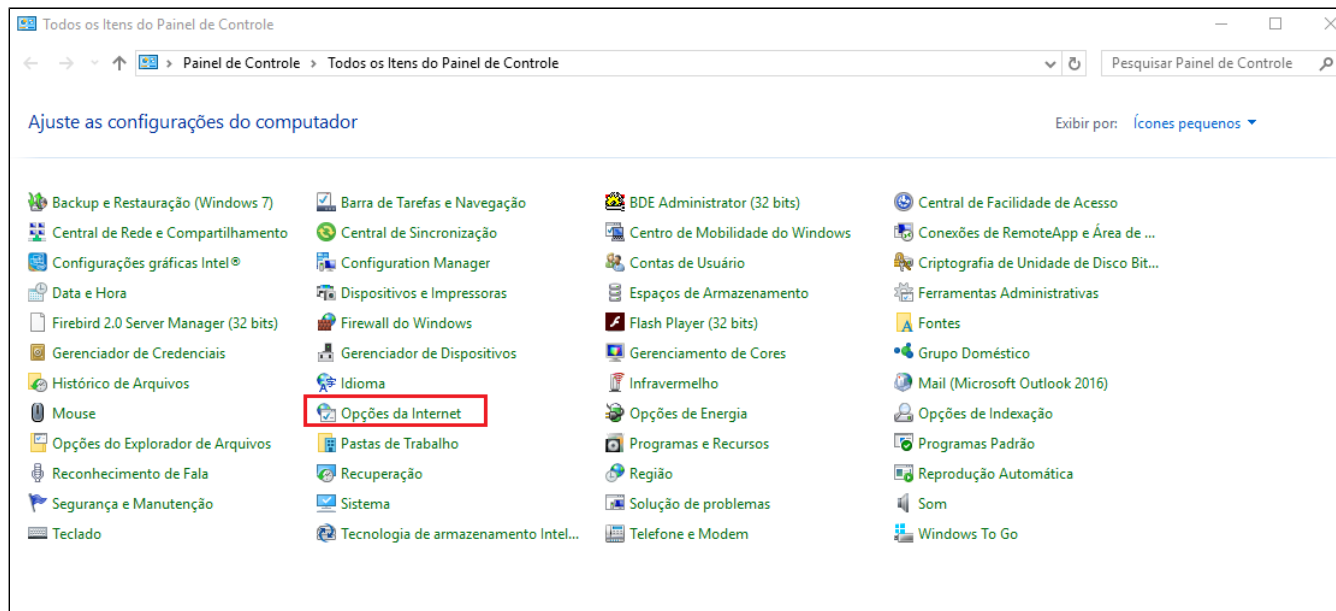 Todos os Itens do Painel de Controle
Painel de Controle > Todos os Itens do Painel de Controle
Pesquisar Painel de Controle
Ajuste as configurações do computador
Exibir por: Ícones pequenos
Backup e Restauração (Windows 7)
Barra de Tarefas e Navegação
BDE Administrator (32 bits)
Central de Facilidade de Acesso
Central de Rede e Compartilhamento
Central de Sincronização
Centro de Mobilidade do Windows
Conexões de RemoteApp e Área de ...
Configurações gráficas Intel®
Configuration Manager
Contas de Usuário
Criptografia de Unidade de Disco Bit...
Data e Hora
Dispositivos e Impressoras
Espaços de Armazenamento
Ferramentas Administrativas
Firebird 2.0 Server Manager (32 bits)
Firewall do Windows
Flash Player (32 bits)
Fontes
Gerenciador de Credenciais
Gerenciador de Dispositivos
Gerenciamento de Cores
Grupo Doméstico
Histórico de Arquivos
Idioma
Infravermelho
Mail (Microsoft Outlook 2016)
Mouse
Opções da Internet
Opções de Energia
Opções de Indexação
Opções do Explorador de Arquivos
Pastas de Trabalho
Programas e Recursos
Programas Padrão
Reconhecimento de Fala
Recuperação
Região
Reprodução Automática
Segurança e Manutenção
Sistema
Solução de problemas
Som
Teclado
Tecnologia de armazenamento Intel...
Telefone e Modem
Windows To Go